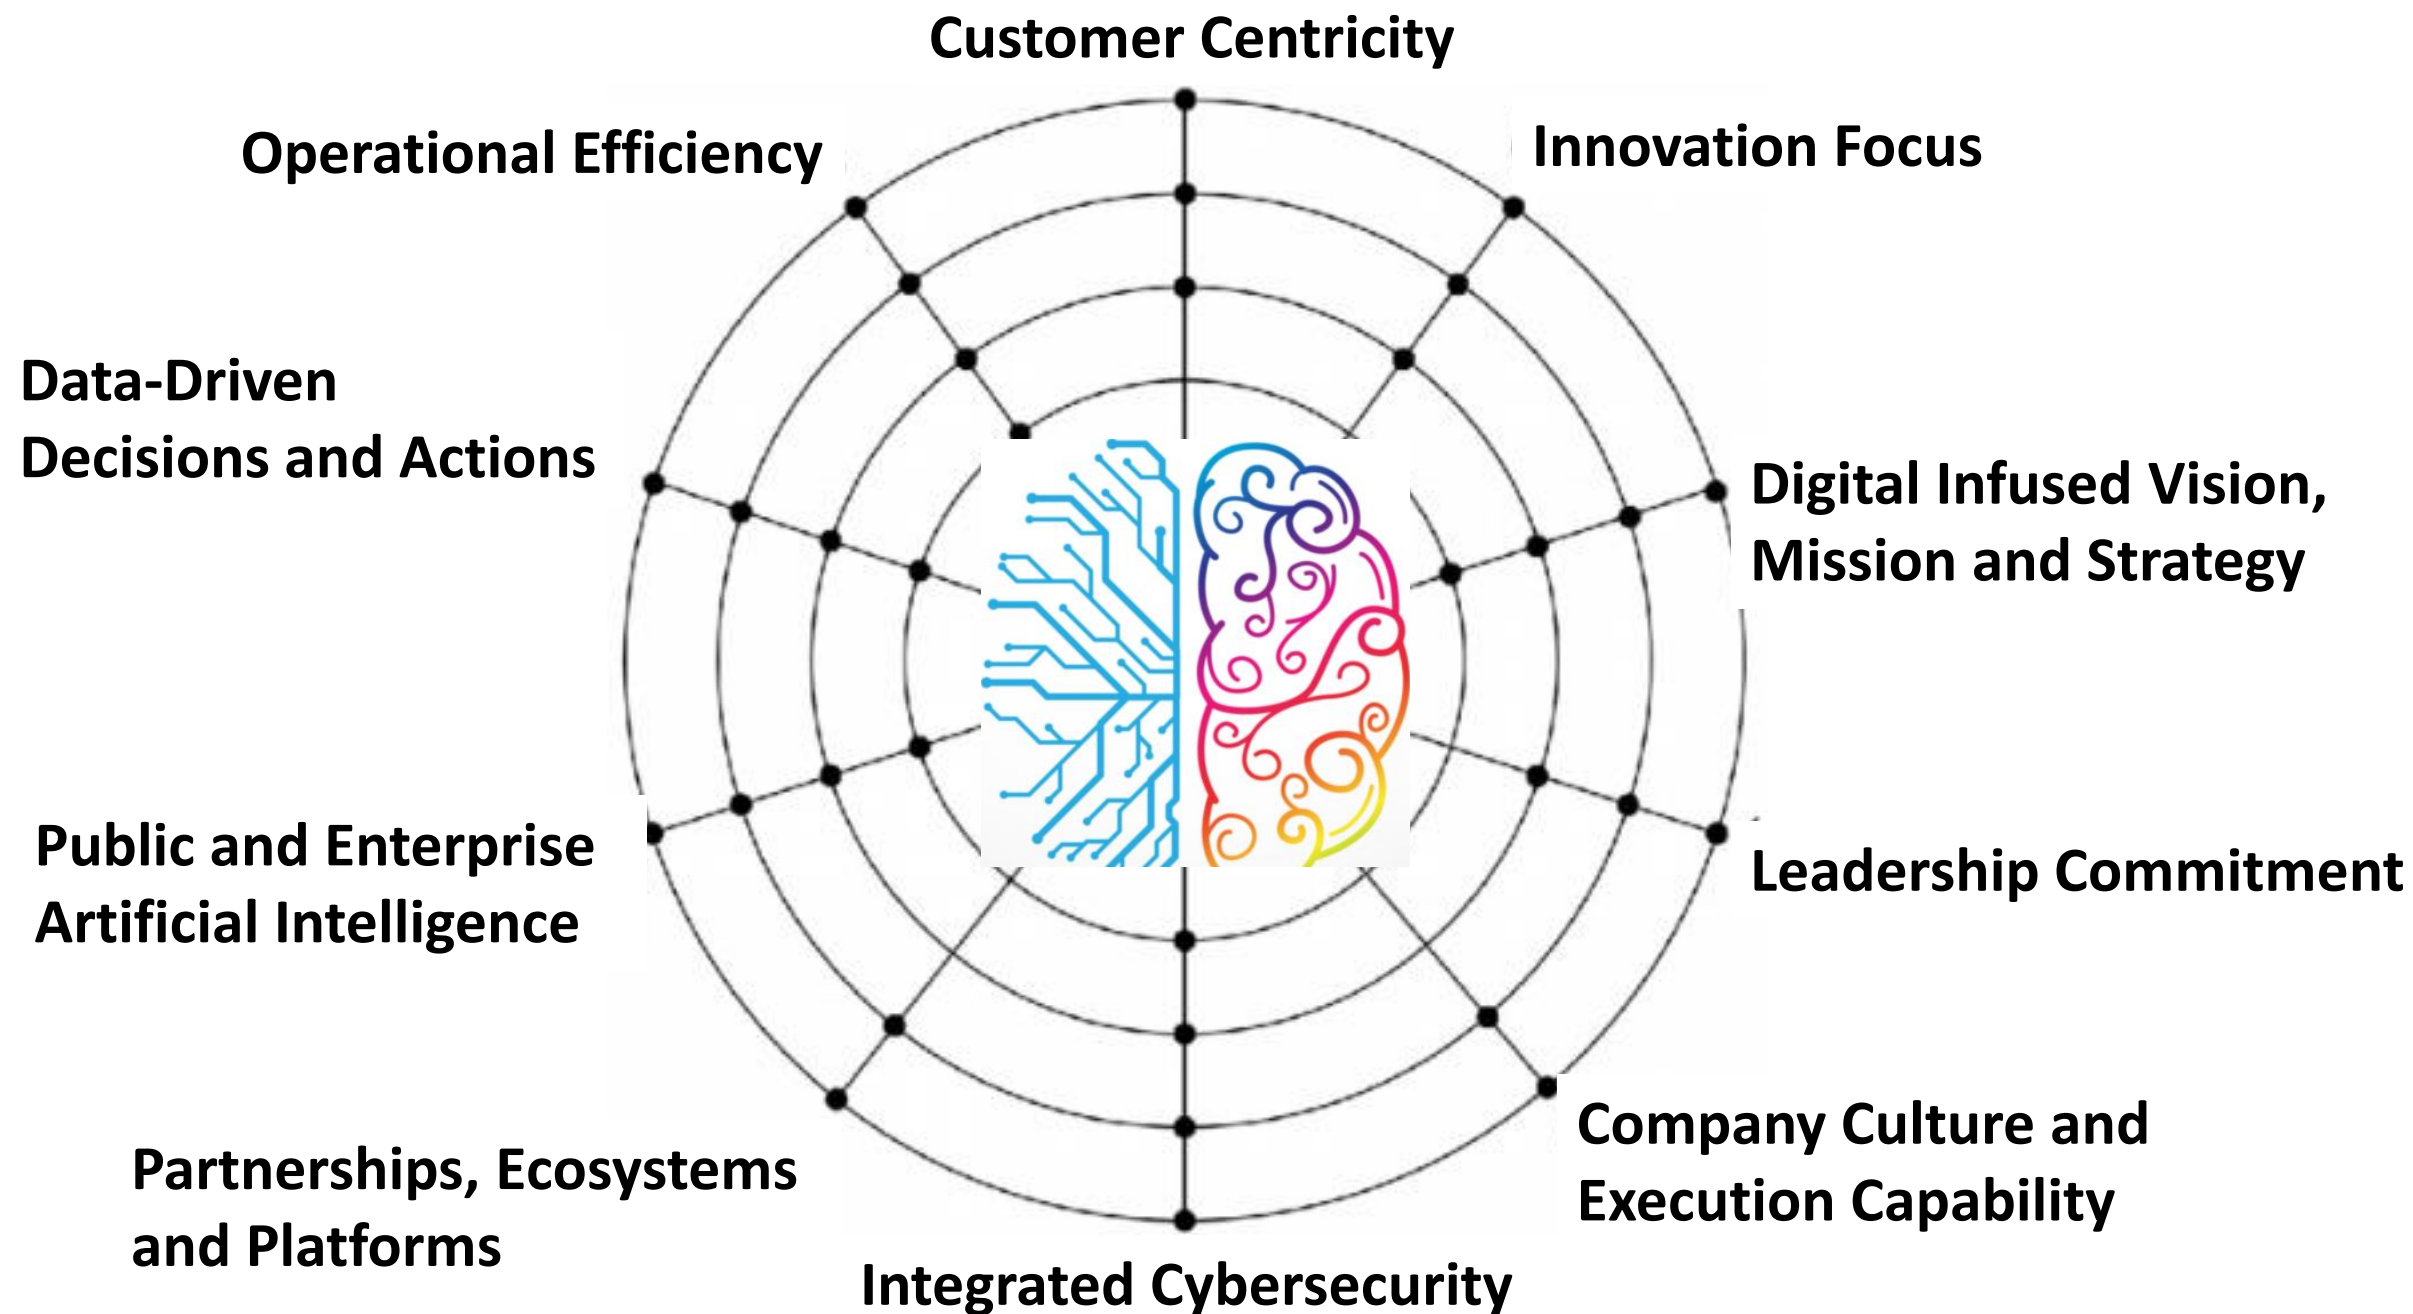 Customer Centricity
Operational Efficiency
Innovation Focus
Data-Driven
Decisions and Actions
Digital Infused Vision,
Mission and Strategy
Public and Enterprise
Artificial Intelligence
Leadership Commitment
Partnerships, Ecosystems
and Platforms
Company Culture and
Execution Capability
Integrated Cybersecurity